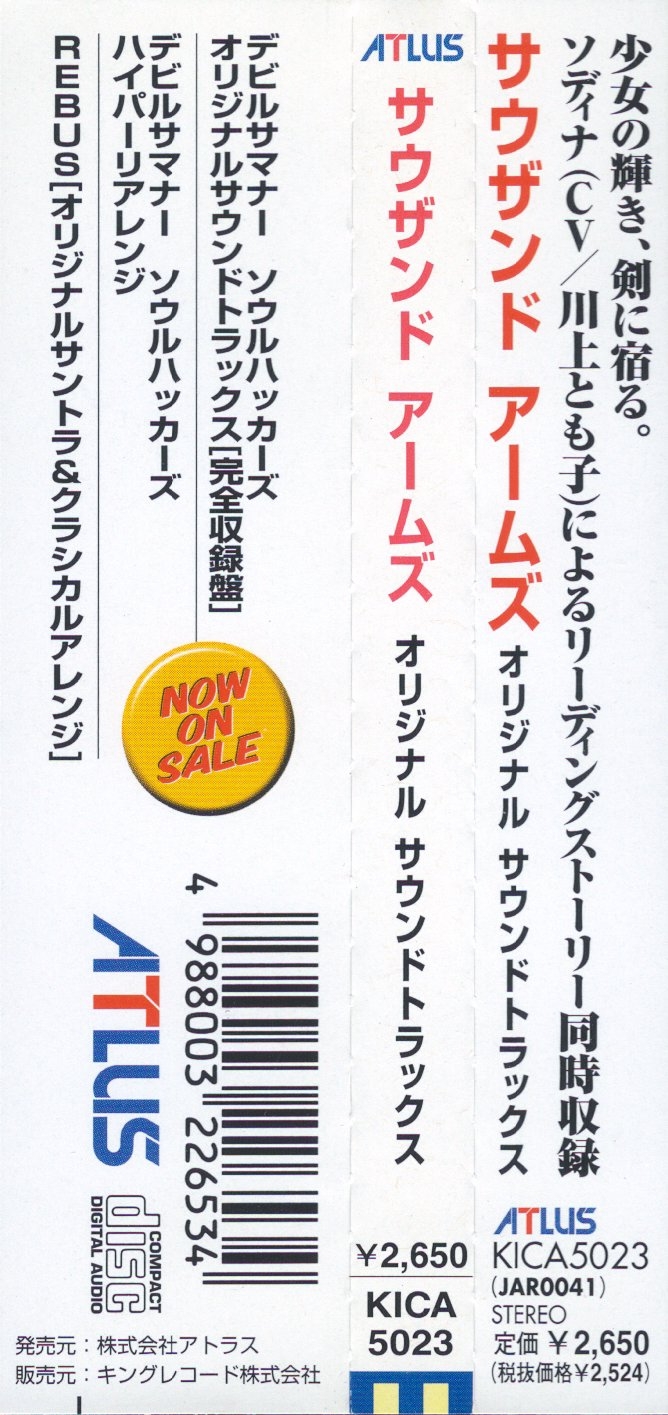 少女の輝き、剣に宿る。
ソディナ(CV／川上とも子)によるリーディングストーリー同時収録
サウザンド アームズ オリジナル サウンドトラックス
ATLUS
KICA5023
(JAR0041)
STEREO
定価 ￥2,650
(税抜価格￥2,524)
ATLUS
サウザンド アームズ オリジナル サウンドトラックス
￥2,650
KICA
5023
デビルサマナー ソウルハッカーズ
オリジナルサウンドトラックス[完全収録盤]
デビルサマナー ソウルハッカーズ
ハイパーリアレンジ
REBUS[オリジナルサントラ&クラシカルアレンジ]
NOW
ON
SALE
4 988003 226534
ATLUS
COMPACT
disc
DIGITAL AUDIO
発売元：株式会社アトラス
販売元：キングレコード株式会社